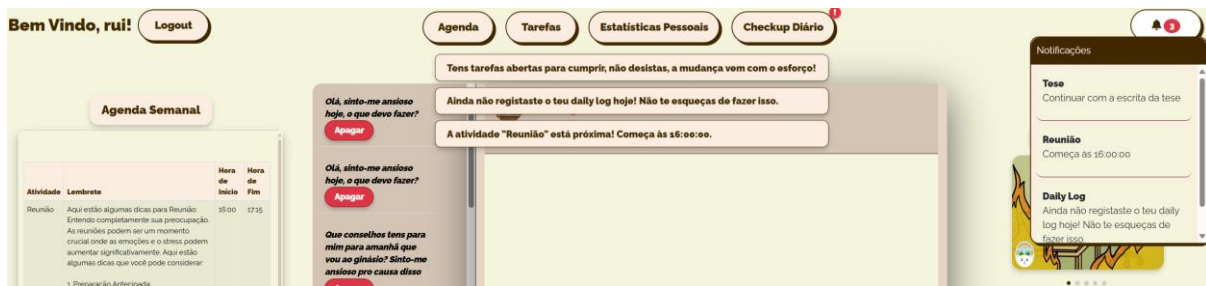 Bem Vindo, rui!
Logout
Agenda
Tarefas
Estatísticas Pessoais
Checkup Diário
!
3
Notificações
Tese
Continuar com a escrita da tese
Reunião
Começa às 16:00:00
Daily Log
Ainda não registaste o teu daily
log hoje! Não te esqueças de
fazer isso.
Tens tarefas abertas para cumprir, não desistas, a mudança vem com o esforço!
Ainda não registaste o teu daily log hoje! Não te esqueças de fazer isso.
A atividade "Reunião" está próxima! Começa às 16:00:00.
Agenda Semanal
Atividade
Lembrete
Hora
de
Início
Hora
de
Fim
Reunião
Aqui estão algumas dicas para Reunião:
Entendo completamente sua preocupação.
As reuniões podem ser um momento
crucial onde as emoções e o stress podem
aumentar significativamente. Aqui estão
algumas dicas que você pode considerar:
1. Preparação Antecipada:
16:00
17:15
Olá, sinto-me ansioso
hoje, o que devo fazer?
Apagar
Olá, sinto-me ansioso
hoje, o que devo fazer?
Apagar
Que conselhos tens para
mim para amanhã que
vou ao ginásio? Sinto-me
ansioso pro causa disso